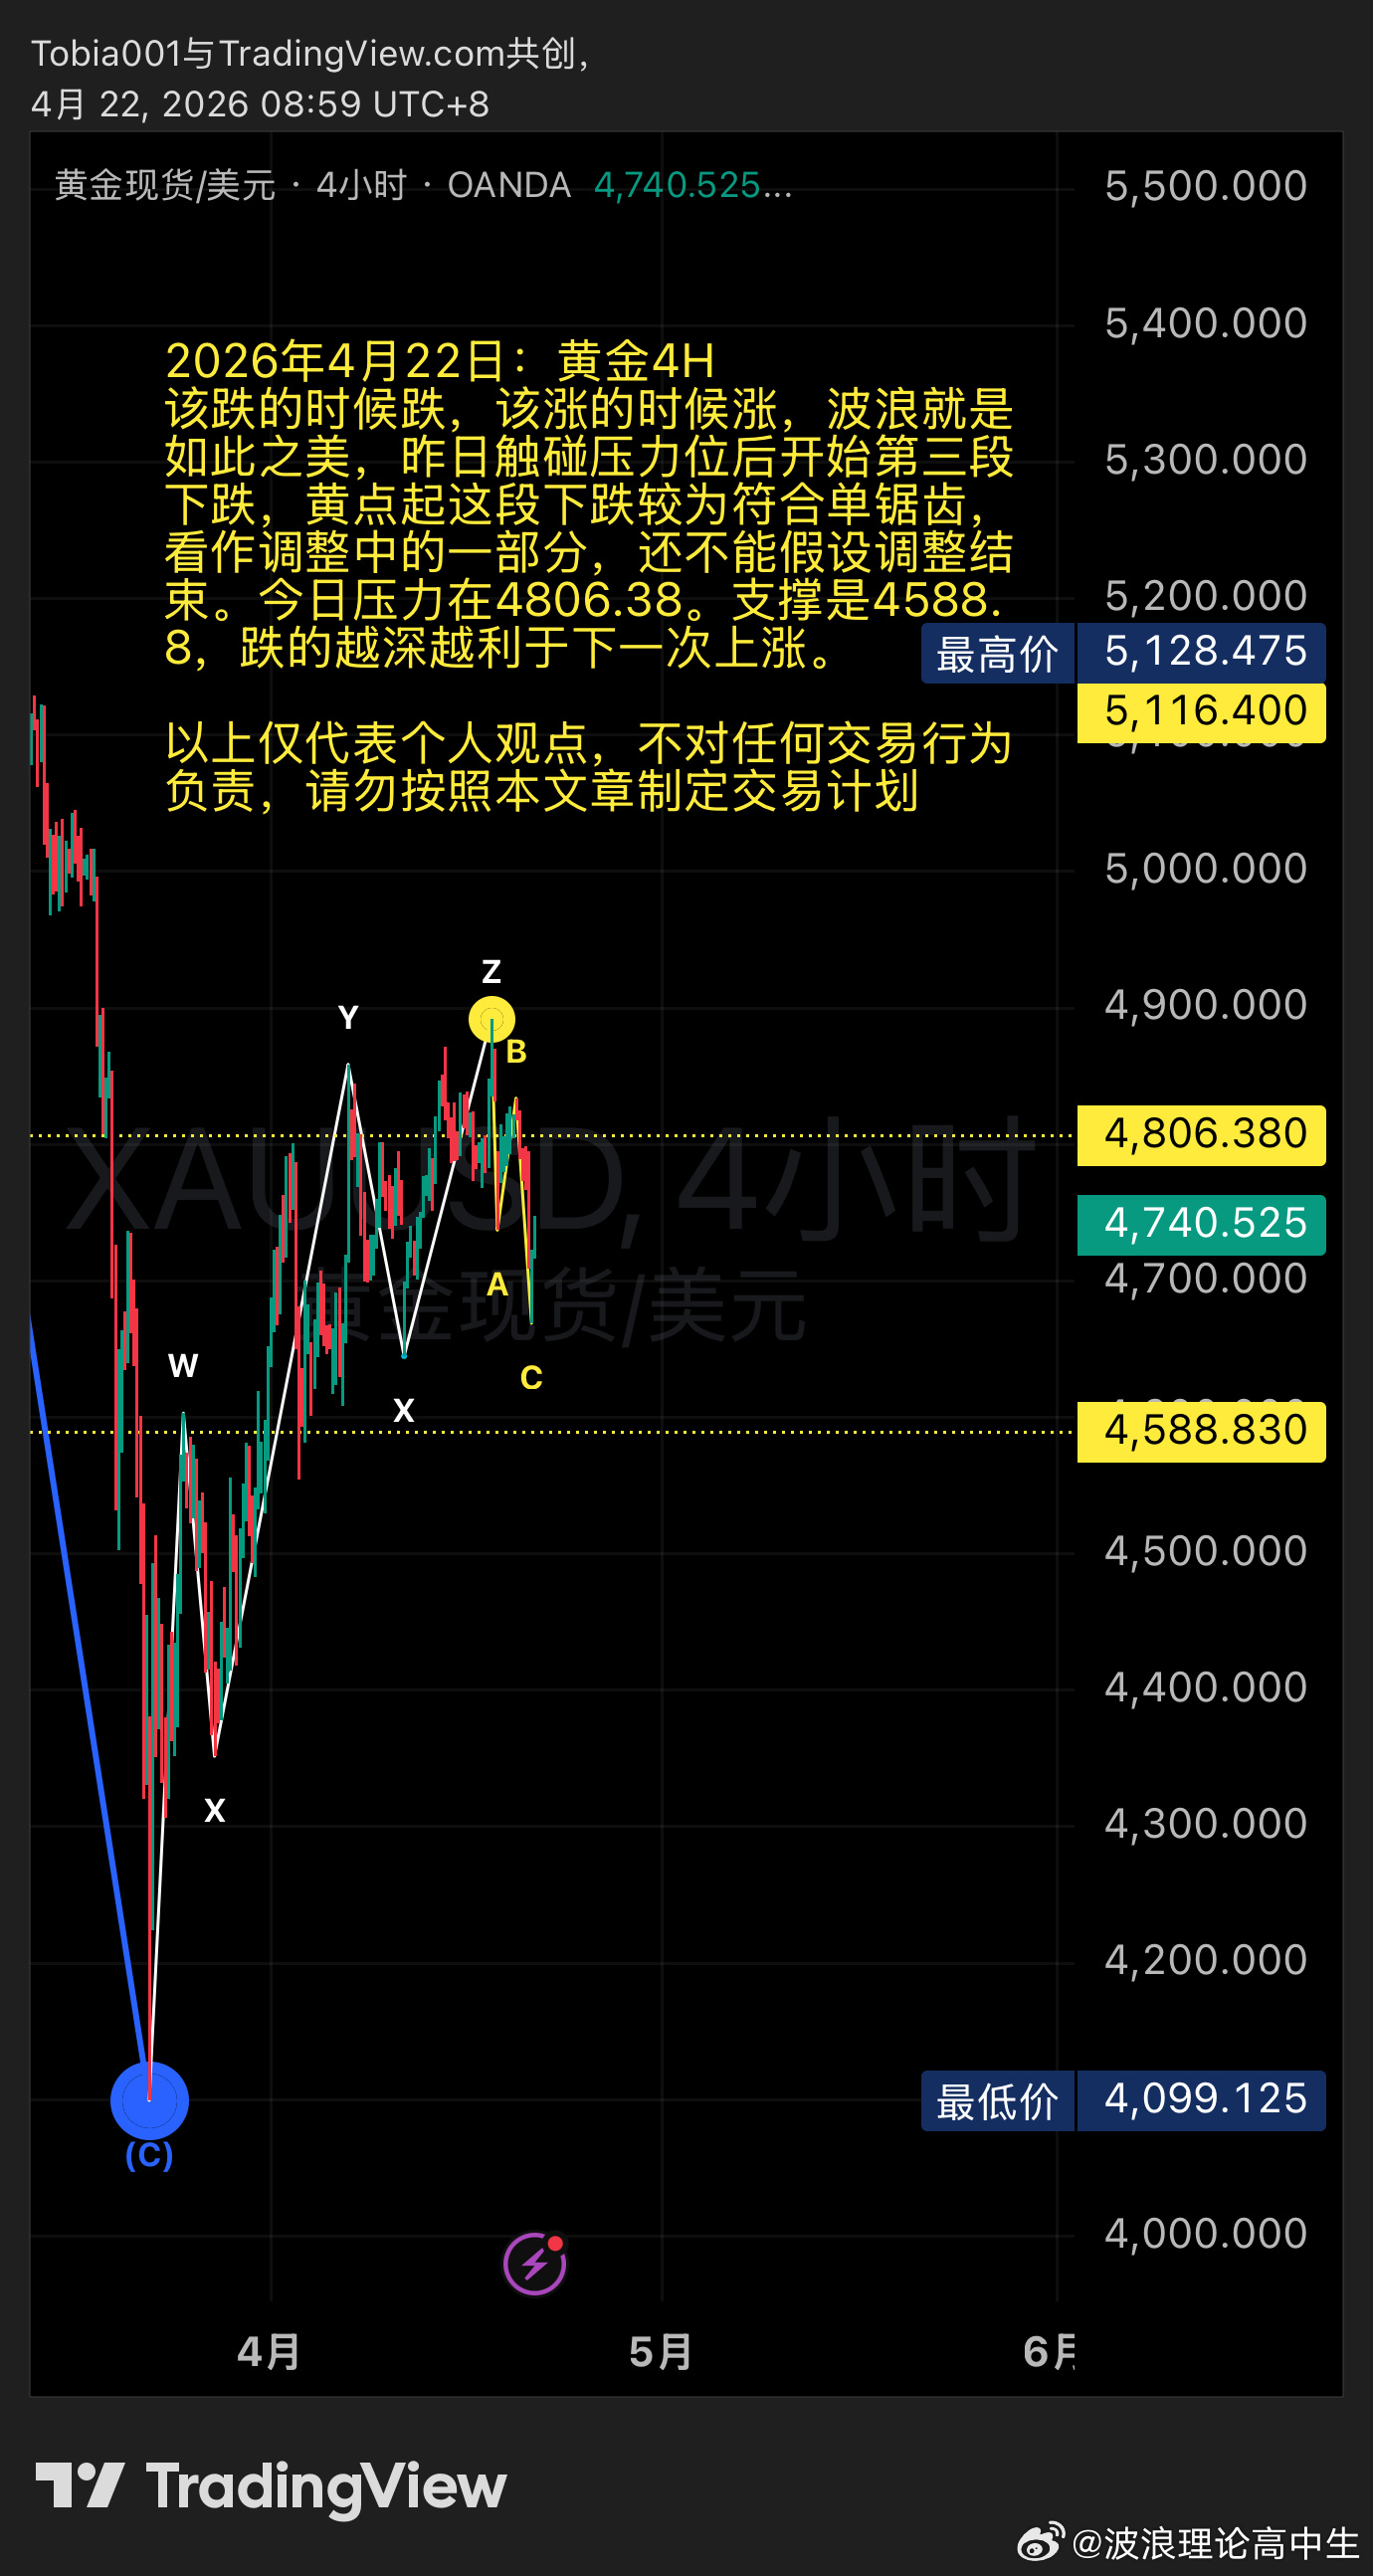 Tobia001与TradingView.com共创,
4月 22, 2026 08:59 UTC+8
黄金现货/美元 · 4小时 · OANDA 4,740.525...
5,500.000
5,400.000
2026年4月22日：黄金4H
该跌的时候跌，该涨的时候涨，波浪就是
如此之美，昨日触碰压力位后开始第三段
下跌，黄点起这段下跌较为符合单锯齿，
看作调整中的一部分，还不能假设调整结
束。今日压力在4806.38。支撑是4588.
8，跌的越深越利于下一次上涨。
以上仅代表个人观点，不对任何交易行为
负责，请勿按照本文章制定交易计划
5,300.000
5,200.000
最高价 5,128.475
5,116.400
5,000.000
4,900.000
Z
Y
B
4,806.380
XAUUSD, 4小时
4,740.525
黄金现货/美元
4,700.000
A
W
C
X
4,588.830
4,500.000
4,400.000
X
4,300.000
4,200.000
最低价 4,099.125
(C)
4,000.000
4月
5月
6月
TradingView
@波浪理论高中生